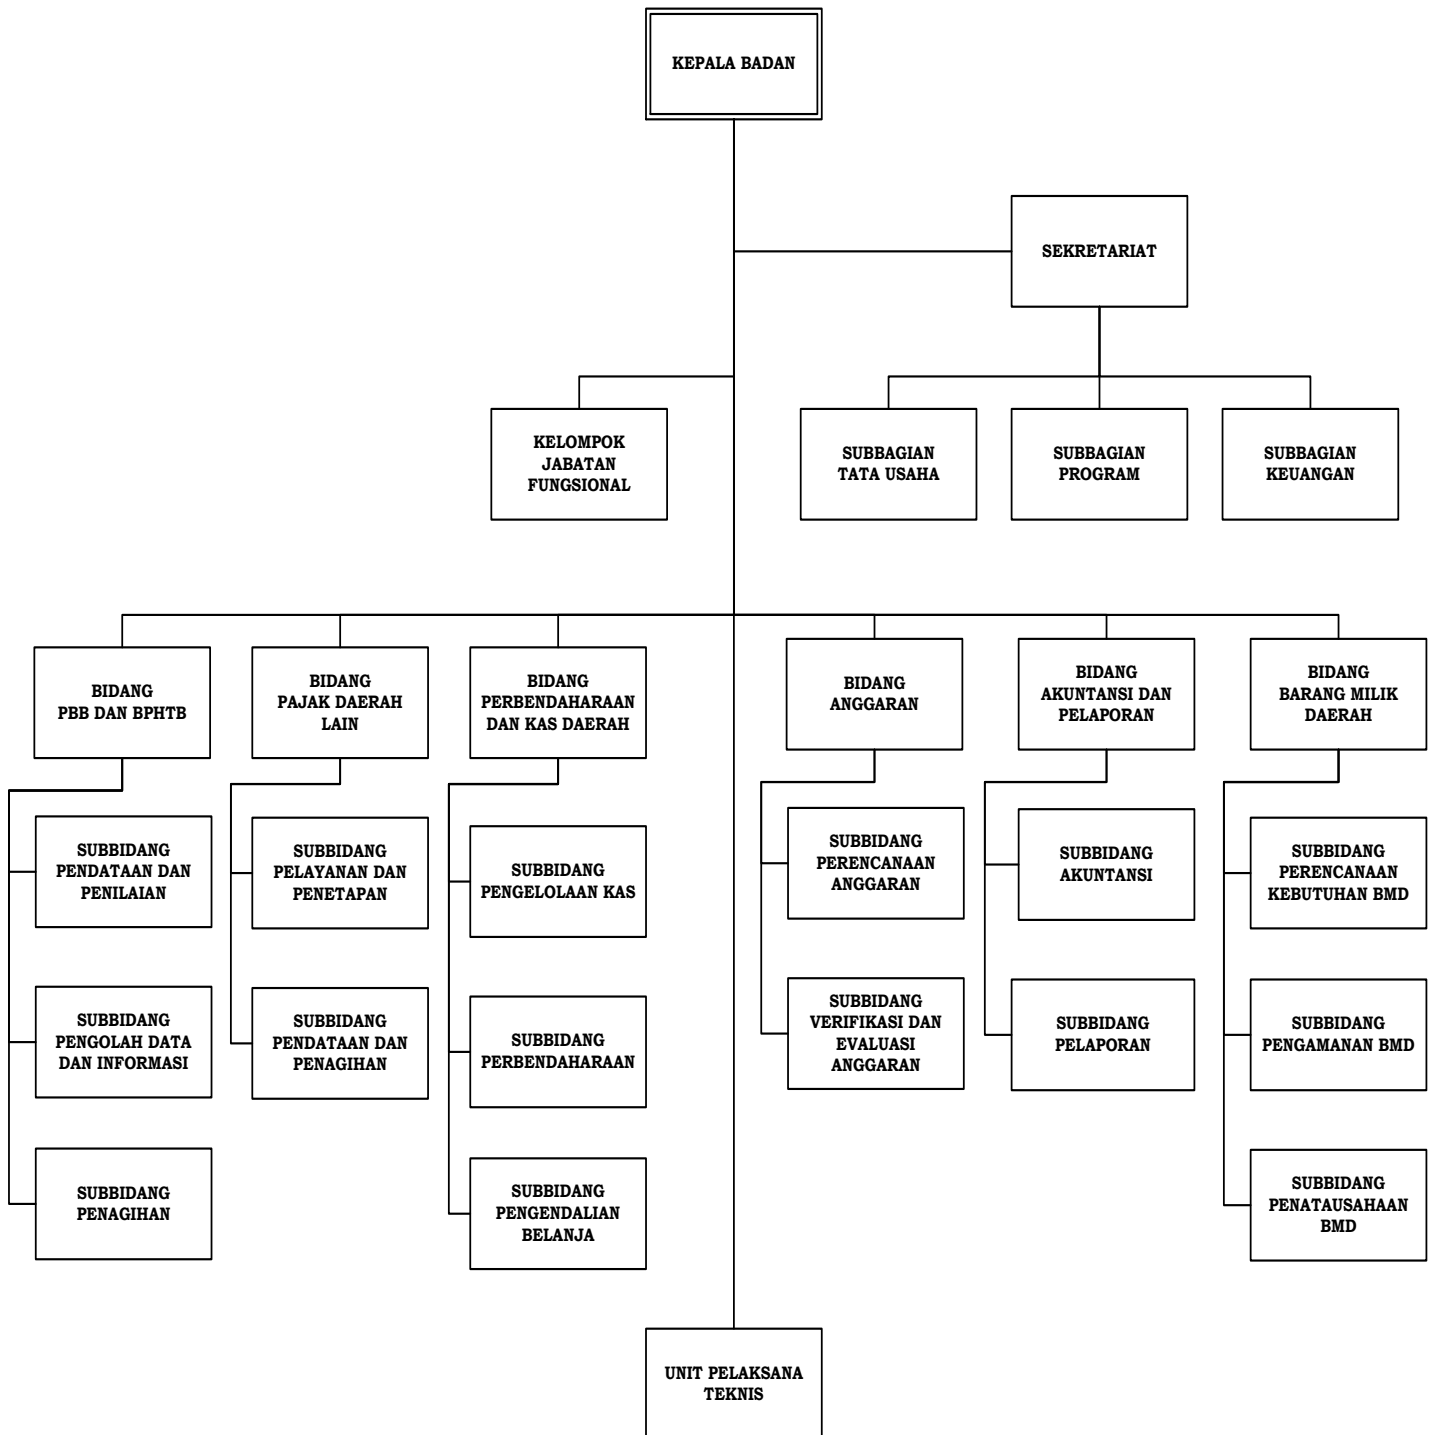 KEPALA BADAN
SEKRETARIAT
KELOMPOK
JABATAN
FUNGSIONAL
SUBBAGIAN
TATA USAHA
SUBBAGIAN
PROGRAM
SUBBAGIAN
KEUANGAN
BIDANG
PBB DAN BPHTB
BIDANG
PAJAK DAERAH
LAIN
BIDANG
PERBENDAHARAAN
DAN KAS DAERAH
BIDANG
ANGGARAN
BIDANG
AKUNTANSI DAN
PELAPORAN
BIDANG
BARANG MILIK
DAERAH
SUBBIDANG
PENDATAAN DAN
PENILAIAN
SUBBIDANG
PELAYANAN DAN
PENETAPAN
SUBBIDANG
PENGELOLAAN KAS
SUBBIDANG
PERENCANAAN
ANGGARAN
SUBBIDANG
AKUNTANSI
SUBBIDANG
PERENCANAAN
KEBUTUHAN BMD
SUBBIDANG
PENGOLAH DATA
DAN INFORMASI
SUBBIDANG
PENDATAAN DAN
PENAGIHAN
SUBBIDANG
PERBENDAHARAAN
SUBBIDANG
VERIFIKASI DAN
EVALUASI
ANGGARAN
SUBBIDANG
PELAPORAN
SUBBIDANG
PENGAMANAN BMD
SUBBIDANG
PENAGIHAN
SUBBIDANG
PENGENDALIAN
BELANJA
SUBBIDANG
PENATAUSAHAAN
BMD
UNIT PELAKSANA
TEKNIS